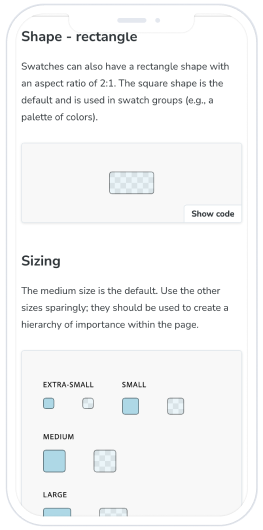 Shape - rectangle
Swatches can also have a rectangle shape with
an aspect ratio of 2:1. The square shape is the
default and is used in swatch groups (e.g., a
palette of colors).
Show code
Sizing
The medium size is the default. Use the other
sizes sparingly; they should be used to create a
hierarchy of importance within the page.
EXTRA-SMALL SMALL
MEDIUM
LARGE